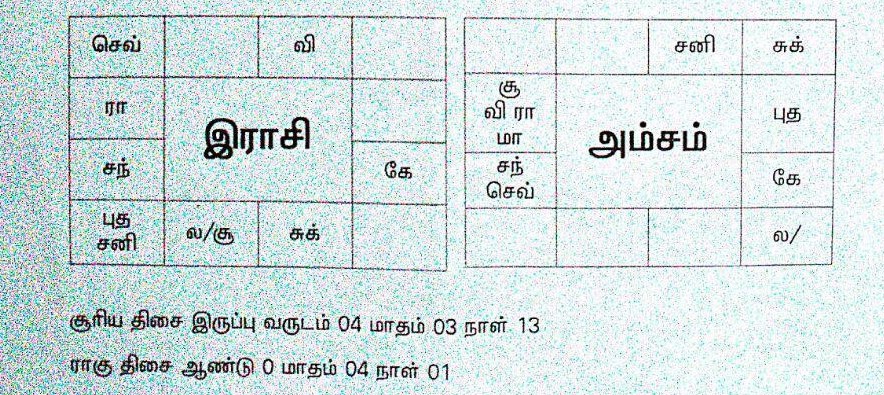 செவ் வி
ரா
இராசி
சந் கே
புத
சனி
ல/சூ சுக்
சனி சுக்
சூ
வி ரா
மா
புத
அம்சம்
சந்
செவ்
கே
ல/
சூரிய திசை இருப்பு வருடம் 04 மாதம் 03 நாள் 13
ராகு திசை ஆண்டு 0 மாதம் 04 நாள் 01